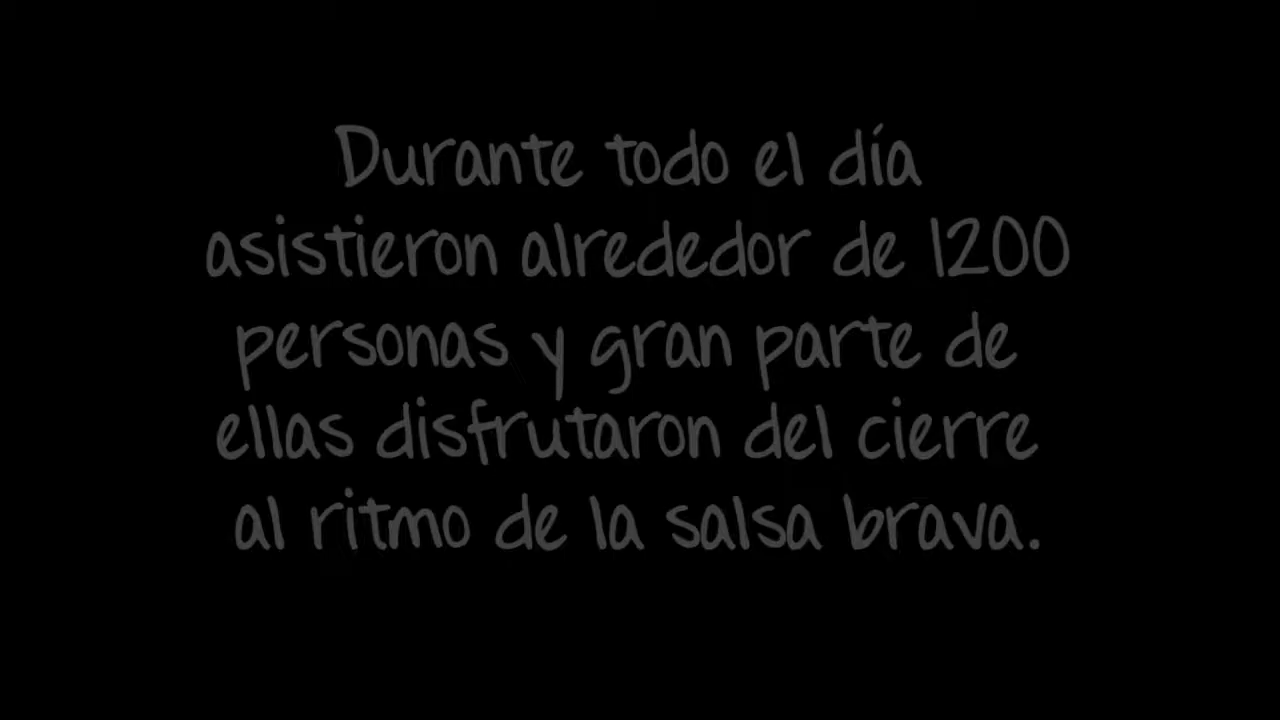 Durante todo el día
asistieron alrededor de 1200
personas y gran parte de
ellas disfrutaron del cierre
al ritmo de la salsa brava.